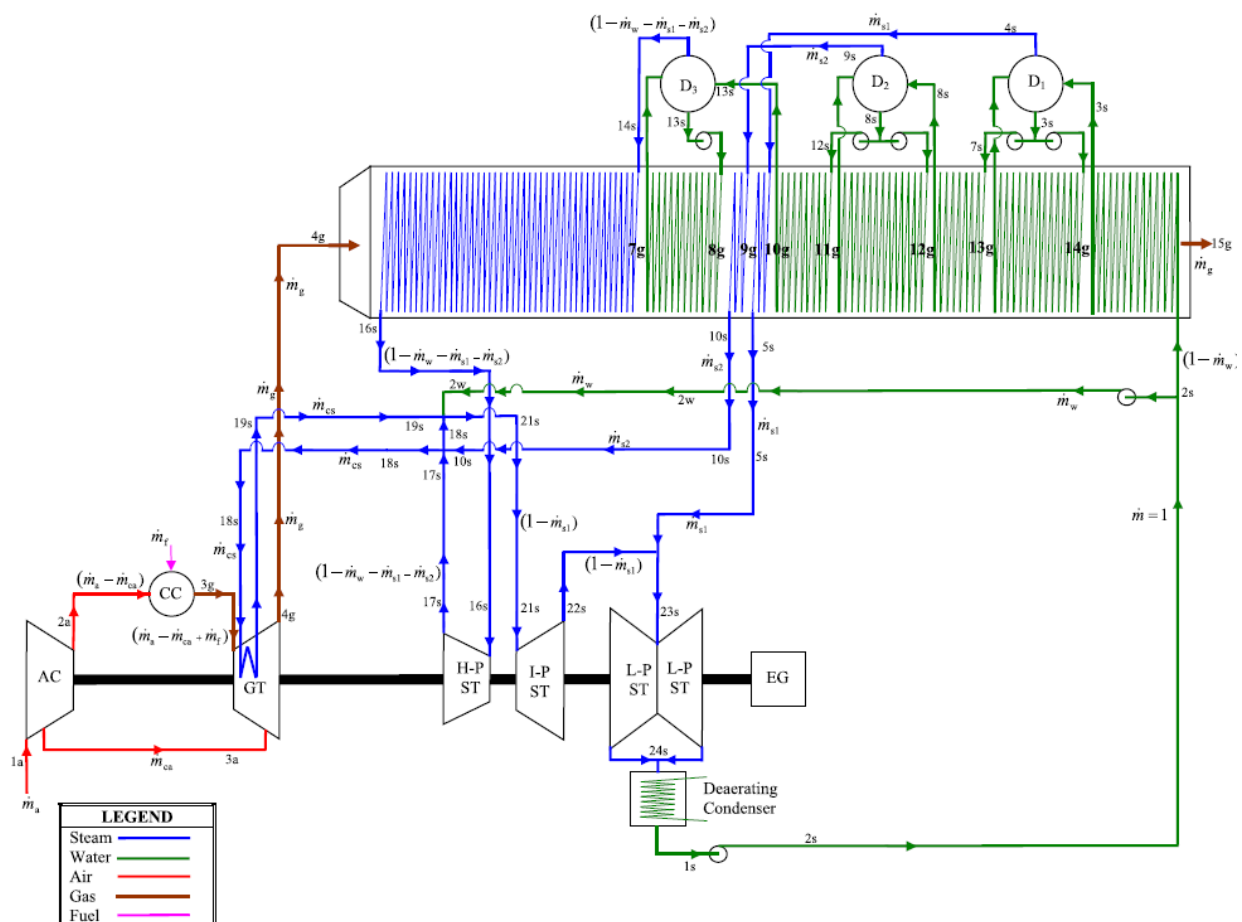 (1−ṁw−ṁs1−ṁs2)
ṁs1
4s
ṁs2
9s
D3
D2
D1
13s
8s
3s
13s
8s
3s
14s
12s
7s
4g
7g
8g
9g
10g
11g
12g
13g
14g
15g
ṁg
ṁg
16s
10s
5s
(1−ṁw−ṁs1−ṁs2)
ṁs2
(1−ṁw)
ṁg
2w
ṁw
2w
ṁw
2s
19s
ṁcs
19s
18s
21s
ṁs2
ṁs1
ṁcs
18s
10s
10s
5s
17s
18s
ṁcs
ṁg
(1−ṁs1)
ṁs1
ṁ=1
ṁf
(ṁa−ṁca)
CC
3g
(1−ṁw−ṁs1−ṁs2)
(1−ṁs1)
2a
4g
17s
16s
21s
22s
23s
(ṁa−ṁca+ṁf)
AC
GT
H-P
ST
I-P
ST
L-P
ST
L-P
ST
EG
1a
ṁca
3a
24s
ṁa
Deaerating
Condenser
1s
2s
LEGEND
Steam
Water
Air
Gas
Fuel